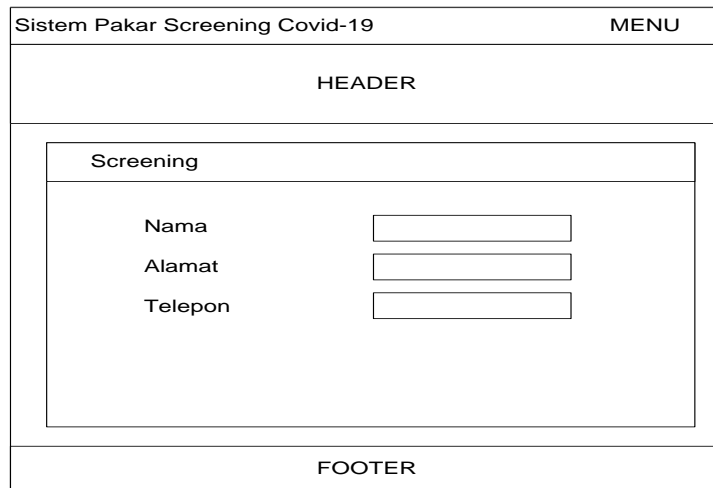 Sistem Pakar Screening Covid-19 MENU
HEADER
Screening
Nama
Alamat
Telepon
FOOTER